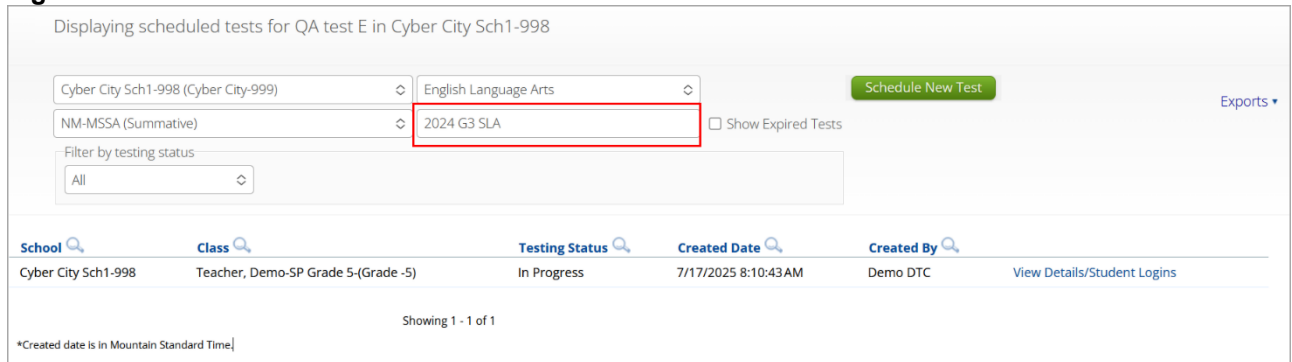 Displaying scheduled tests for QA test E in Cyber City Sch1-998
Cyber City Sch1-998 (Cyber City-999) English Language Arts Schedule New Test
Exports
NM-MSSA (Summative) 2024 G3 SLA Show Expired Tests
Filter by testing status
All
School Class Testing Status Created Date Created By
Cyber City Sch1-998 Teacher, Demo-SP Grade 5-(Grade -5) In Progress 7/17/2025 8:10:43 AM Demo DTC View Details/Student Logins
Showing 1 - 1 of 1
*Created date is in Mountain Standard Time.